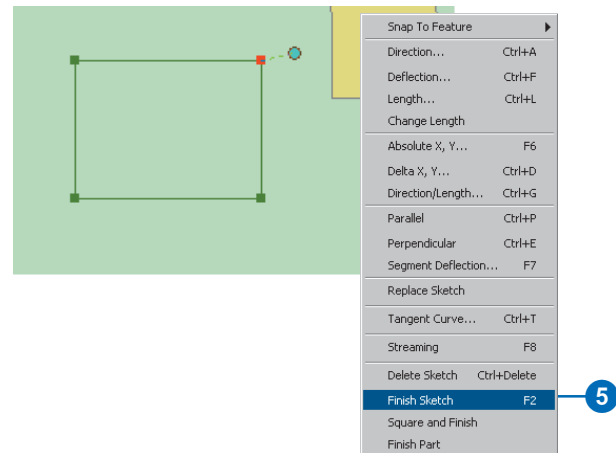 Snap To Feature
Direction... Ctrl+A
Deflection... Ctrl+F
Length... Ctrl+L
Change Length
Absolute X, Y... F6
Delta X, Y... Ctrl+D
Direction/Length... Ctrl+G
Parallel Ctrl+P
Perpendicular Ctrl+E
Segment Deflection... F7
Replace Sketch
Tangent Curve... Ctrl+T
Streaming F8
Delete Sketch Ctrl+Delete
Finish Sketch F2 5
Square and Finish
Finish Part